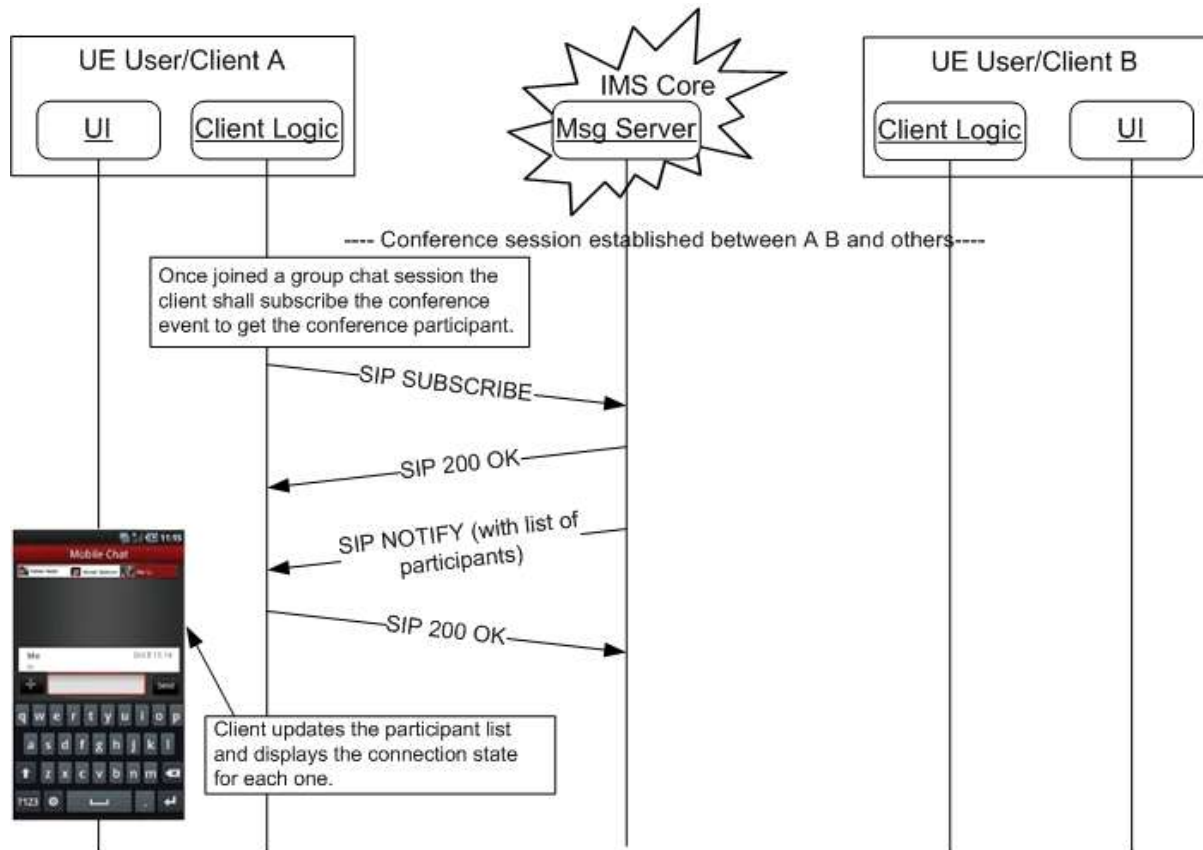 UE User/Client A
UI
Client Logic
IMS Core
Msg Server
UE User/Client B
Client Logic
UI
---- Conference session established between A B and others----
Once joined a group chat session the
client shall subscribe the conference
event to get the conference participant.
SIP SUBSCRIBE
SIP 200 OK
SIP NOTIFY (with list of
participants)
SIP 200 OK
11:15
Mobile Chat
Me
Send
q w e r t y u i o p
a s d f g h j k l
z x c v b n m
?123
.
Client updates the participant list
and displays the connection state
for each one.